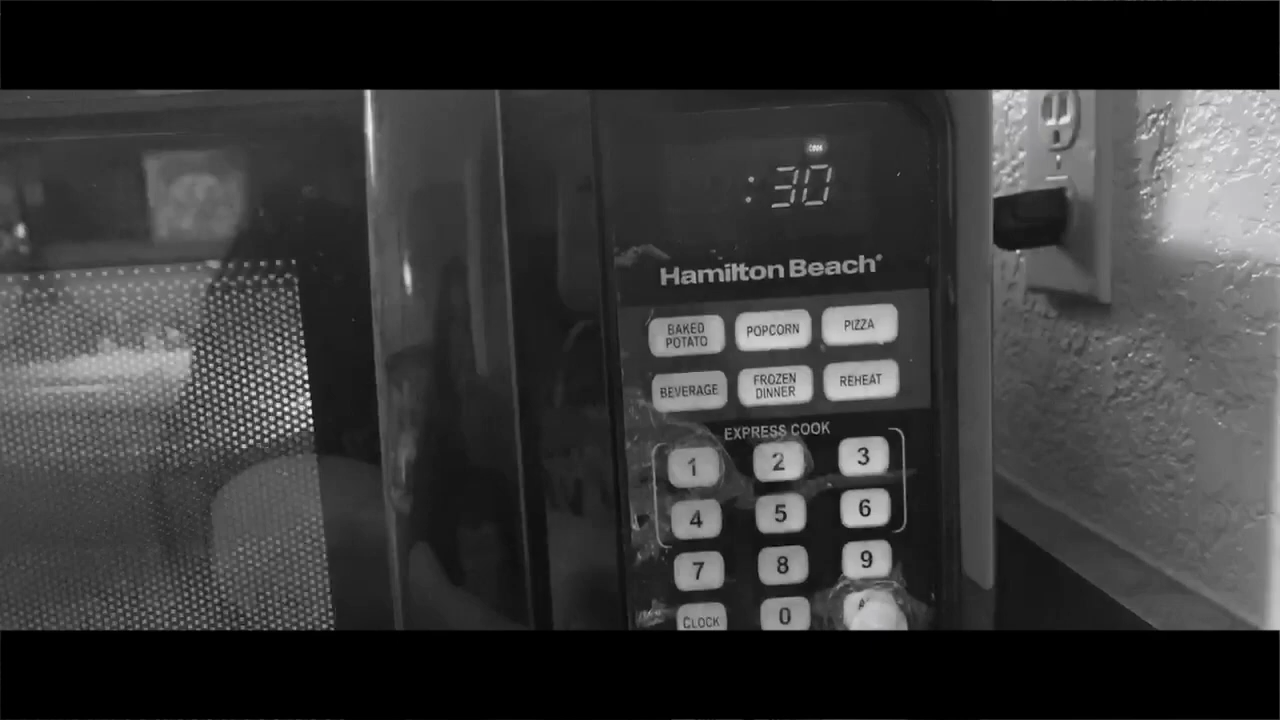 COOK
:30
Hamilton Beach®
BAKED
POTATO
POPCORN
PIZZA
BEVERAGE
FROZEN
DINNER
REHEAT
EXPRESS COOK
1 2 3
4 5 6
7 8 9
CLOCK 0